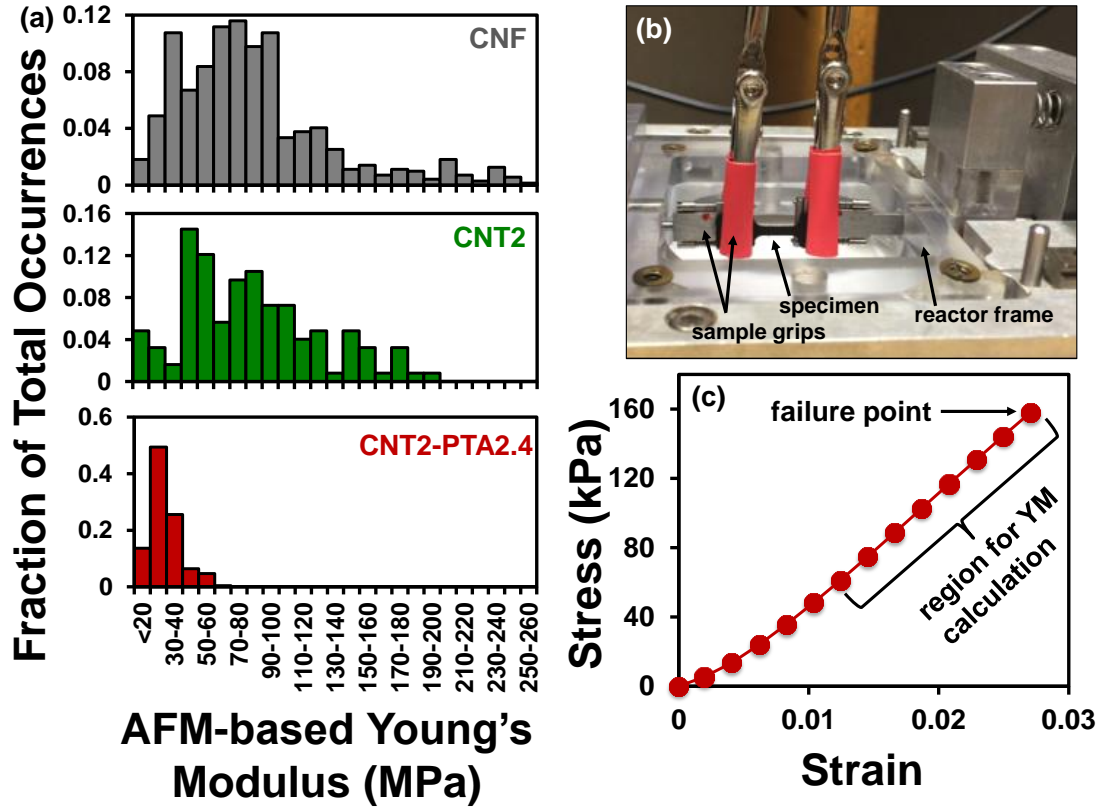 (a)
Fraction of Total Occurrences
0.12
0.08
0.04
0
CNF
0.16
0.12
0.08
0.04
0
CNT2
0.6
0.4
0.2
0
CNT2-PTA2.4
<20
30-40
50-60
70-80
90-100
110-120
130-140
150-160
170-180
190-200
210-220
230-240
250-260
AFM-based Young's
Modulus (MPa)
(b)
specimen
sample grips
reactor frame
(c)
Stress (kPa)
160
120
80
40
0
failure point
region for YM
calculation
0
0.01
0.02
0.03
Strain